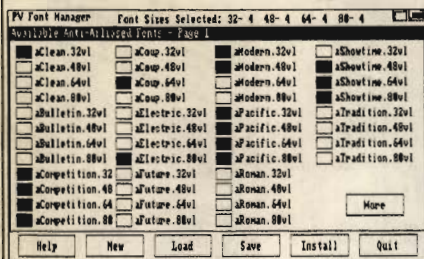 PV Font Manager Font Sizes Selected: 32- 4 48- 4 64- 4 80- 4
Available Anti-Aliased Fonts - Page 1
aClean.32vl aCoup.32vl aModern.32vl aShowtime.32vl
aClean.48vl aCoup.48vl aModern.48vl aShowtime.48vl
aClean.64vl aCoup.64vl aModern.64vl aShowtime.64vl
aClean.80vl aCoup.80vl aModern.80vl aShowtime.80vl
aBulletin.32vl aElectric.32vl aPacific.32vl aTradition.32vl
aBulletin.48vl aElectric.48vl aPacific.48vl aTradition.48vl
aBulletin.64vl aElectric.64vl aPacific.64vl aTradition.64vl
aBulletin.80vl aElectric.80vl aPacific.80vl aTradition.80vl
aCompetition.32 aFuture.32vl aRoman.32vl
aCompetition.48 aFuture.48vl aRoman.48vl
aCompetition.64 aFuture.64vl aRoman.64vl
aCompetition.80 aFuture.80vl aRoman.80vl
More
Help New Load Save Install Quit